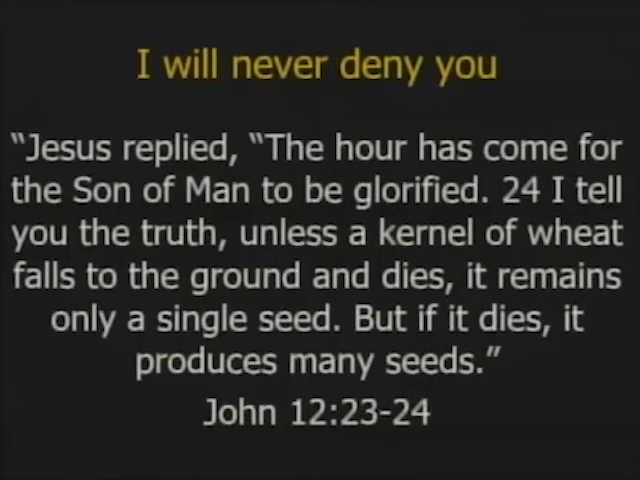 I will never deny you
“Jesus replied, “The hour has come for
the Son of Man to be glorified. 24 I tell
you the truth, unless a kernel of wheat
falls to the ground and dies, it remains
only a single seed. But if it dies, it
produces many seeds.”
John 12:23-24